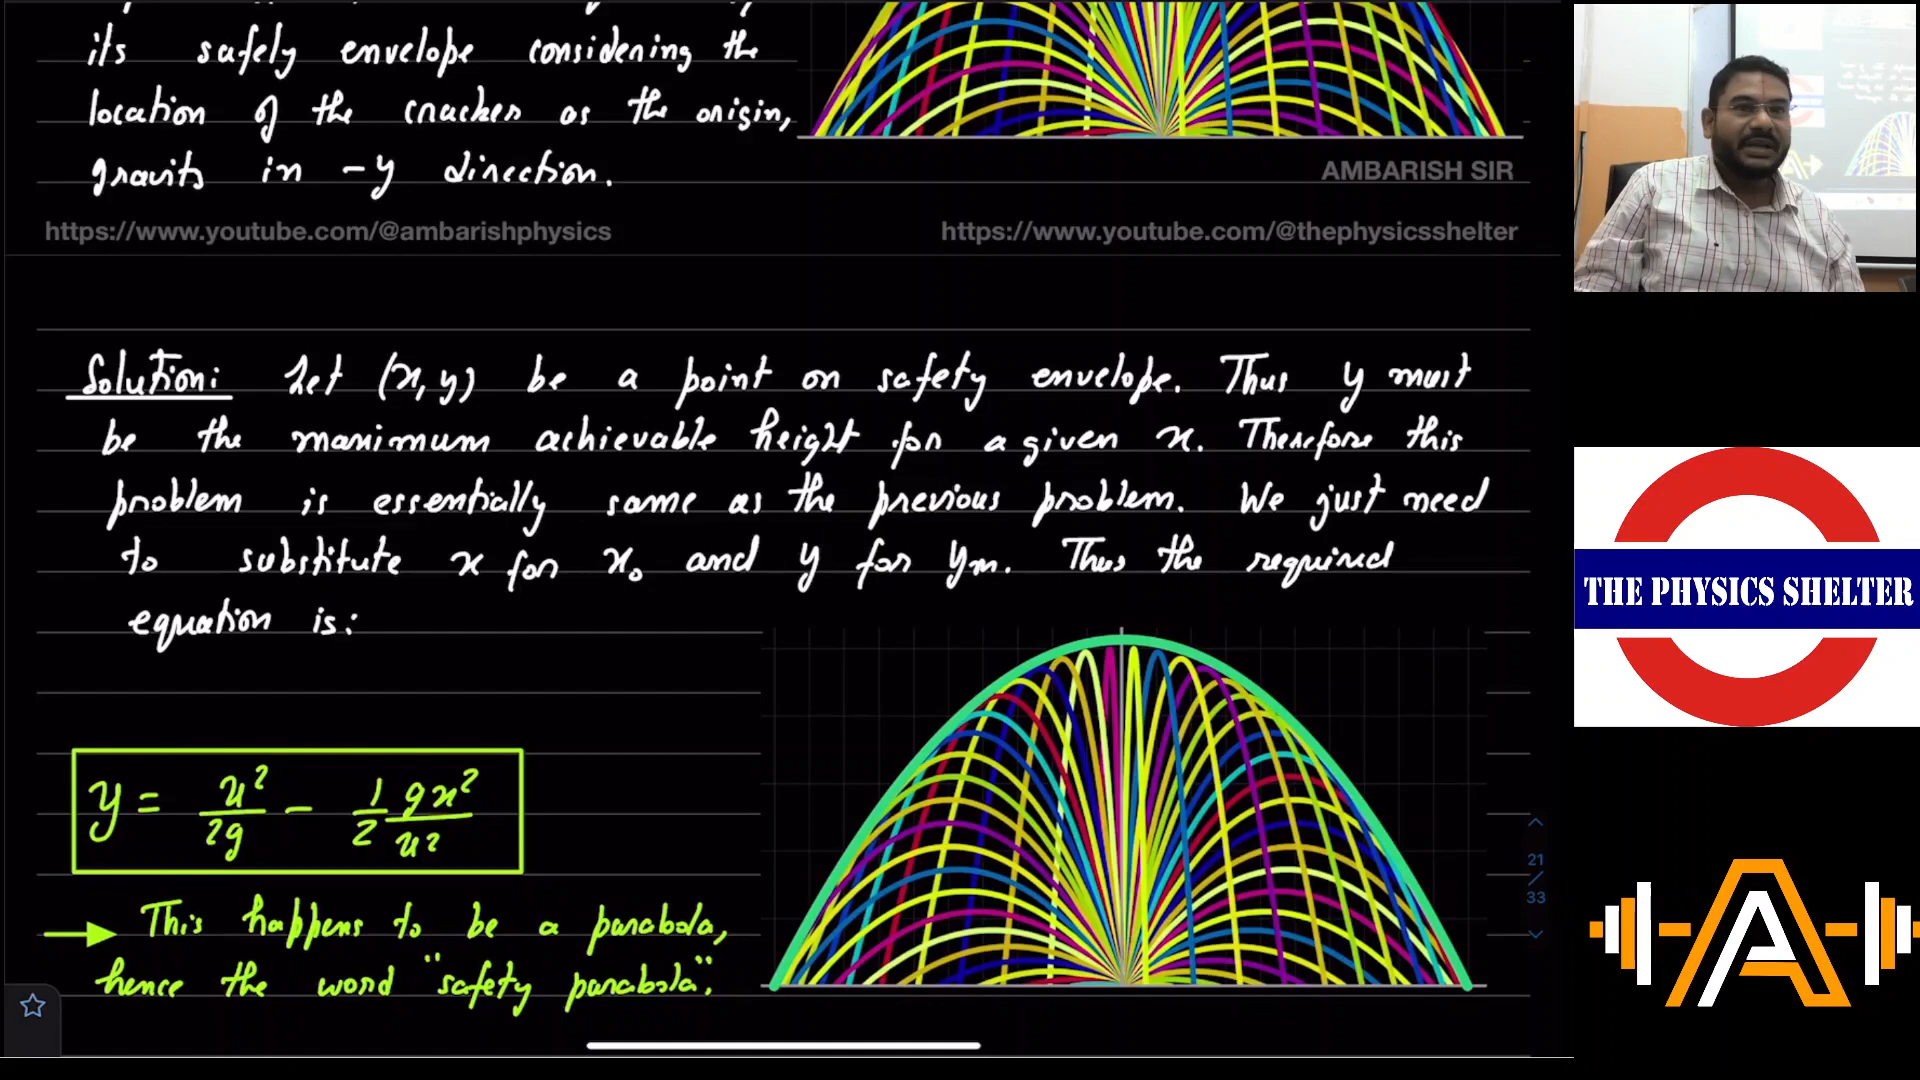 its safely envelope considering the
location of the cracker as the origin,
gravity in -y direction.
AMBARISH SIR
https://www.youtube.com/@ambarishphysics
https://www.youtube.com/@thephysicsshelter
Solution: Let (x, y) be a point on safety envelope. Thus y must
be the maximum achievable height for a given x. Therefore this
problem is essentially same as the previous problem. We just need
to substitute x for x₀ and y for yₘ. Thus the required
equation is:
y = u²/2g - 1/2 gx²/u²
→ This happens to be a parabola,
hence the word "safety parabola".
21
/
33
THE PHYSICS SHELTER
A